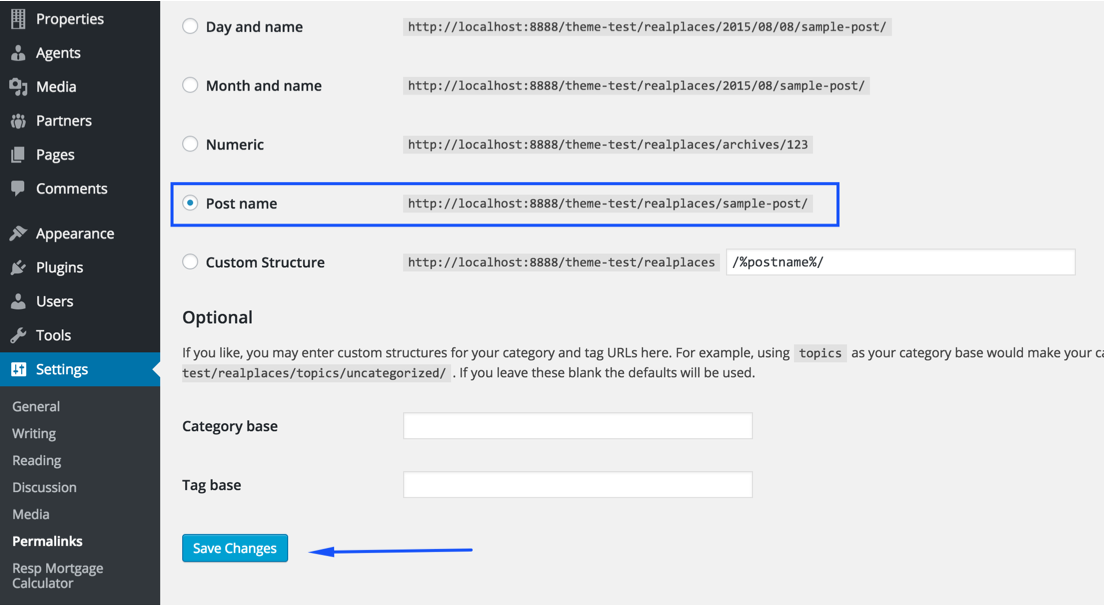 Properties
Agents
Media
Partners
Pages
Comments
Appearance
Plugins
Users
Tools
Settings
General
Writing
Reading
Discussion
Media
Permalinks
Resp Mortgage
Calculator
Day and name http://localhost:8888/theme-test/realplaces/2015/08/08/sample-post/
Month and name http://localhost:8888/theme-test/realplaces/2015/08/sample-post/
Numeric http://localhost:8888/theme-test/realplaces/archives/123
Post name http://localhost:8888/theme-test/realplaces/sample-post/
Custom Structure http://localhost:8888/theme-test/realplaces /%postname%/
Optional
If you like, you may enter custom structures for your category and tag URLs here. For example, using topics as your category base would make your ca
test/realplaces/topics/uncategorized/ . If you leave these blank the defaults will be used.
Category base
Tag base
Save Changes